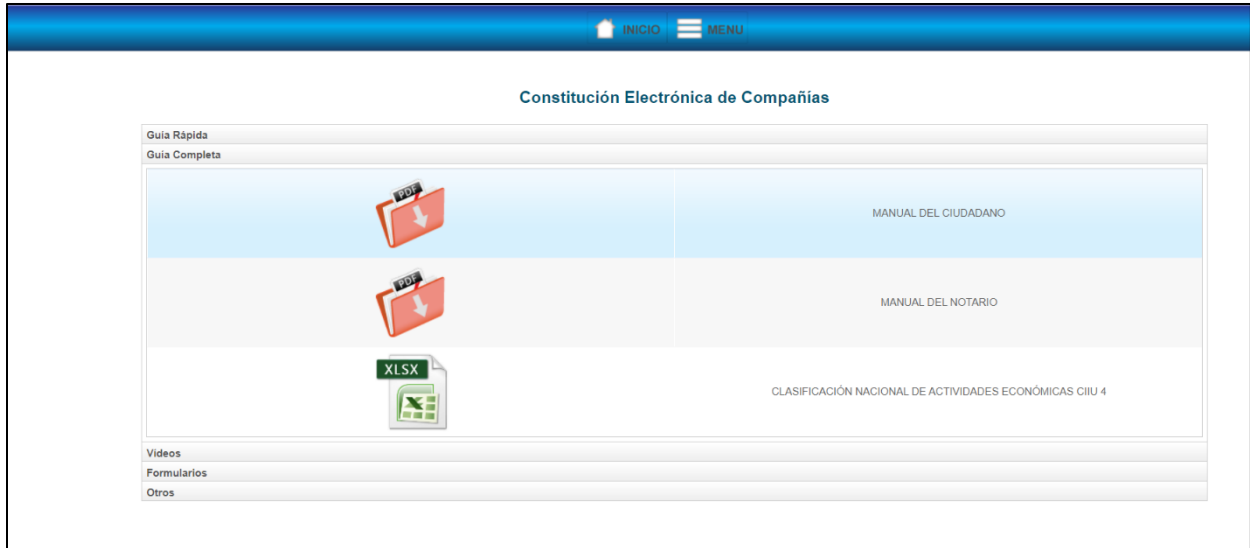 INICIO MENU
Constitución Electrónica de Compañías
Guia Rápida
Guia Completa
PDF MANUAL DEL CIUDADANO
PDF MANUAL DEL NOTARIO
XLSX CLASIFICACIÓN NACIONAL DE ACTIVIDADES ECONÓMICAS CIIU 4
Videos
Formularios
Otros